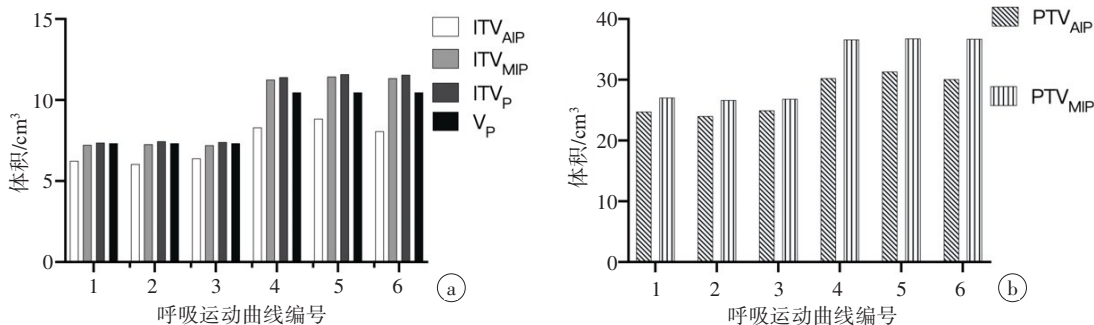 15
10
5
0
体积/cm³
ITV_AIP
ITV_MIP
ITV_P
V_P
1 2 3 4 5 6
呼吸运动曲线编号
a
40
30
20
10
0
体积/cm³
PTV_AIP
PTV_MIP
1 2 3 4 5 6
呼吸运动曲线编号
b